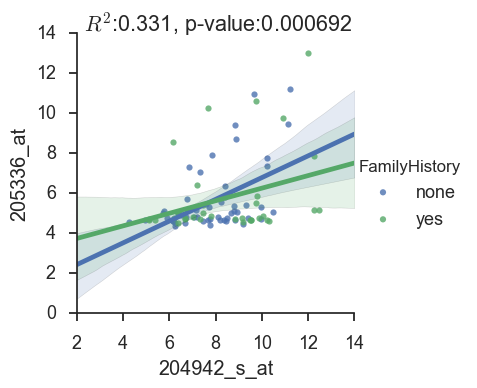 R²:0.331, p-value:0.000692
14
12
10
8
6
4
2
0
205336_at
2 4 6 8 10 12 14
204942_s_at
FamilyHistory
none
yes